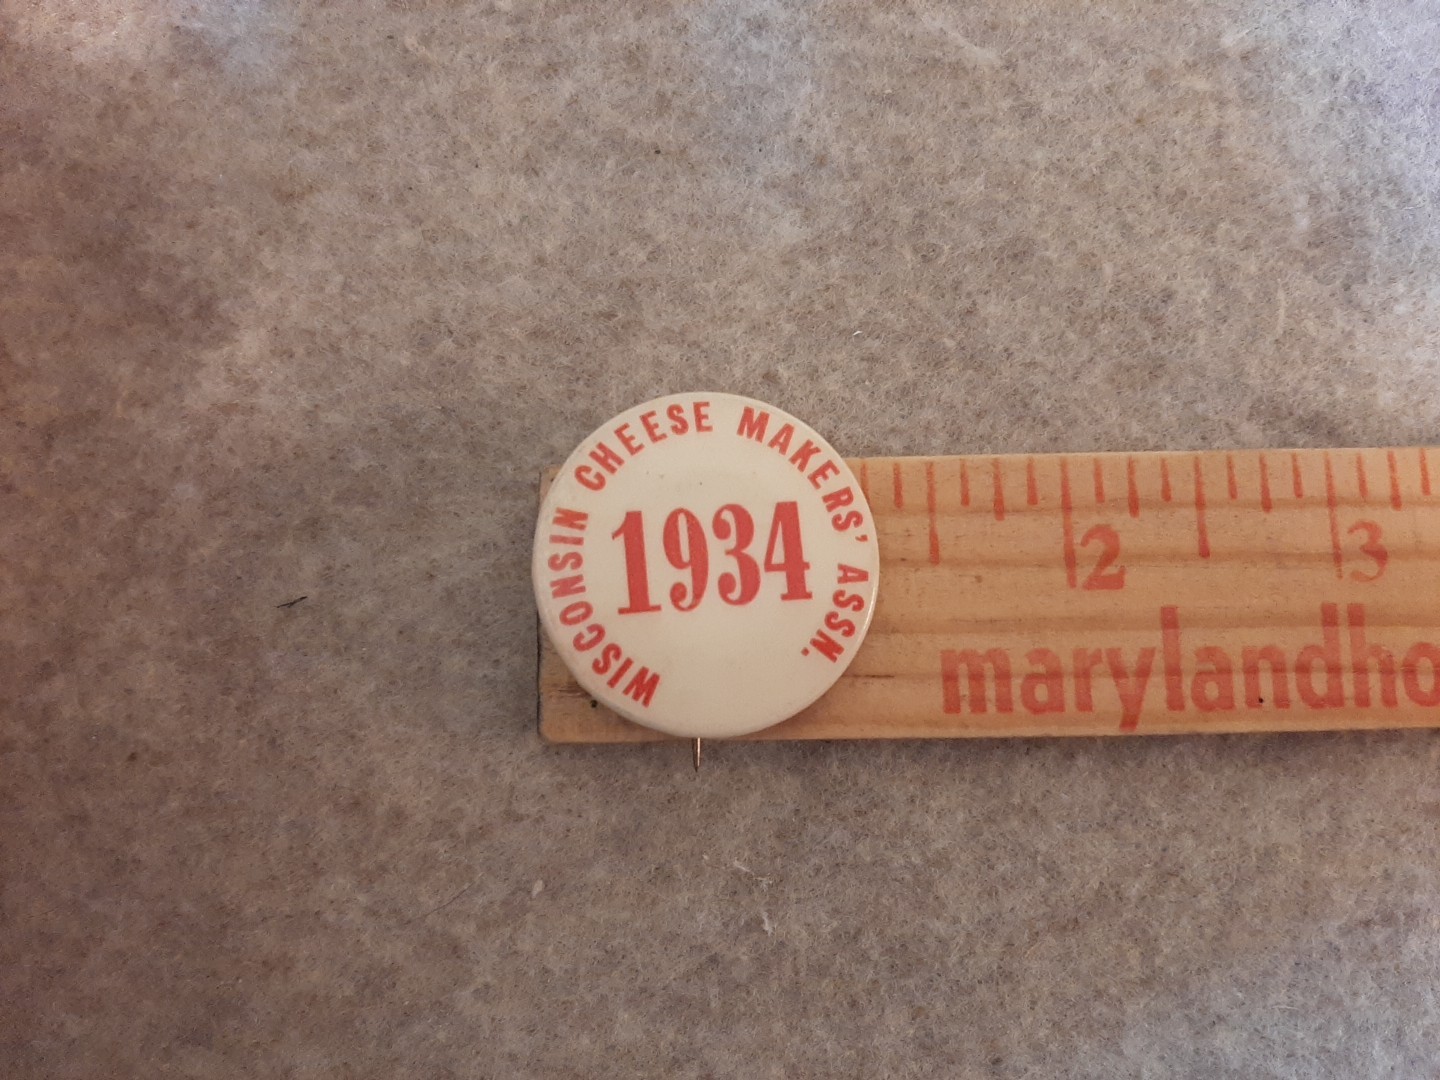 WISCONSIN CHEESE MAKERS' ASSN.
1934
2 3
marylandho